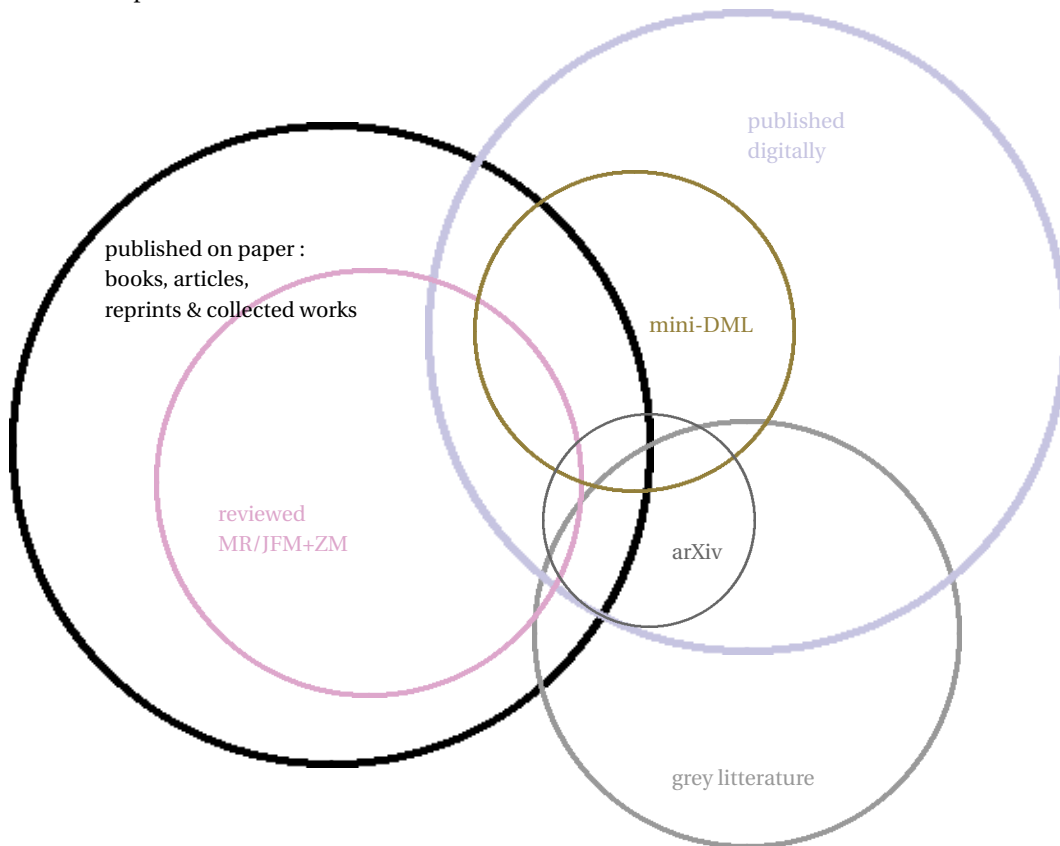 published
digitally
published on paper :
books, articles,
reprints & collected works
mini-DML
reviewed
MR/JFM+ZM
arXiv
grey litterature